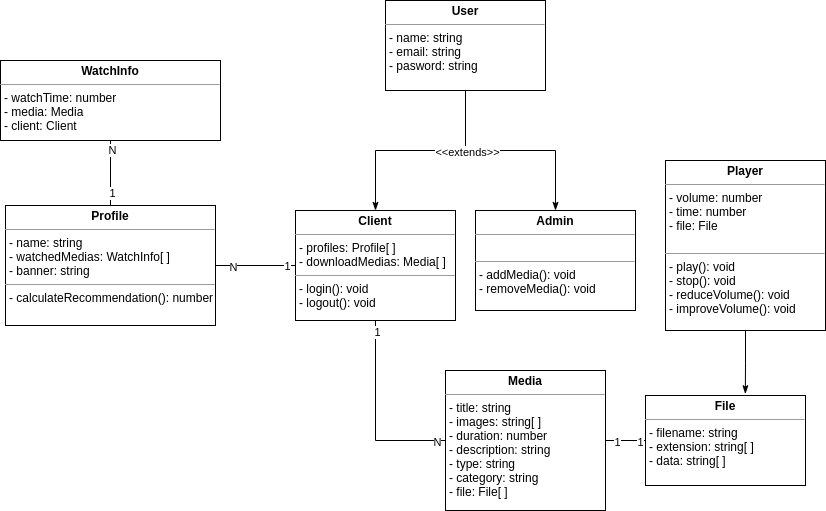 User
- name: string
- email: string
- pasword: string
WatchInfo
- watchTime: number
- media: Media
- client: Client
N
1
<<extends>>
Profile
- name: string
- watchedMedias: WatchInfo[ ]
- banner: string
- calculateRecommendation(): number
N
1
Client
- profiles: Profile[ ]
- downloadMedias: Media[ ]
- login(): void
- logout(): void
Admin
- addMedia(): void
- removeMedia(): void
Player
- volume: number
- time: number
- file: File
- play(): void
- stop(): void
- reduceVolume(): void
- improveVolume(): void
1
N
Media
- title: string
- images: string[ ]
- duration: number
- description: string
- type: string
- category: string
- file: File[ ]
1
1
File
- filename: string
- extension: string[ ]
- data: string[ ]